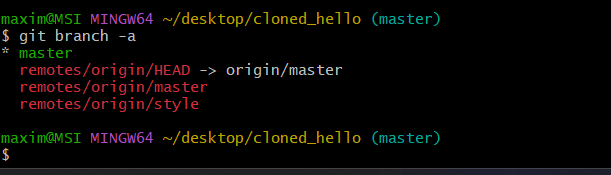 maxim@MSI MINGW64 ~/desktop/cloned_hello (master)
$ git branch -a
* master
  remotes/origin/HEAD -> origin/master
  remotes/origin/master
  remotes/origin/style
maxim@MSI MINGW64 ~/desktop/cloned_hello (master)
$